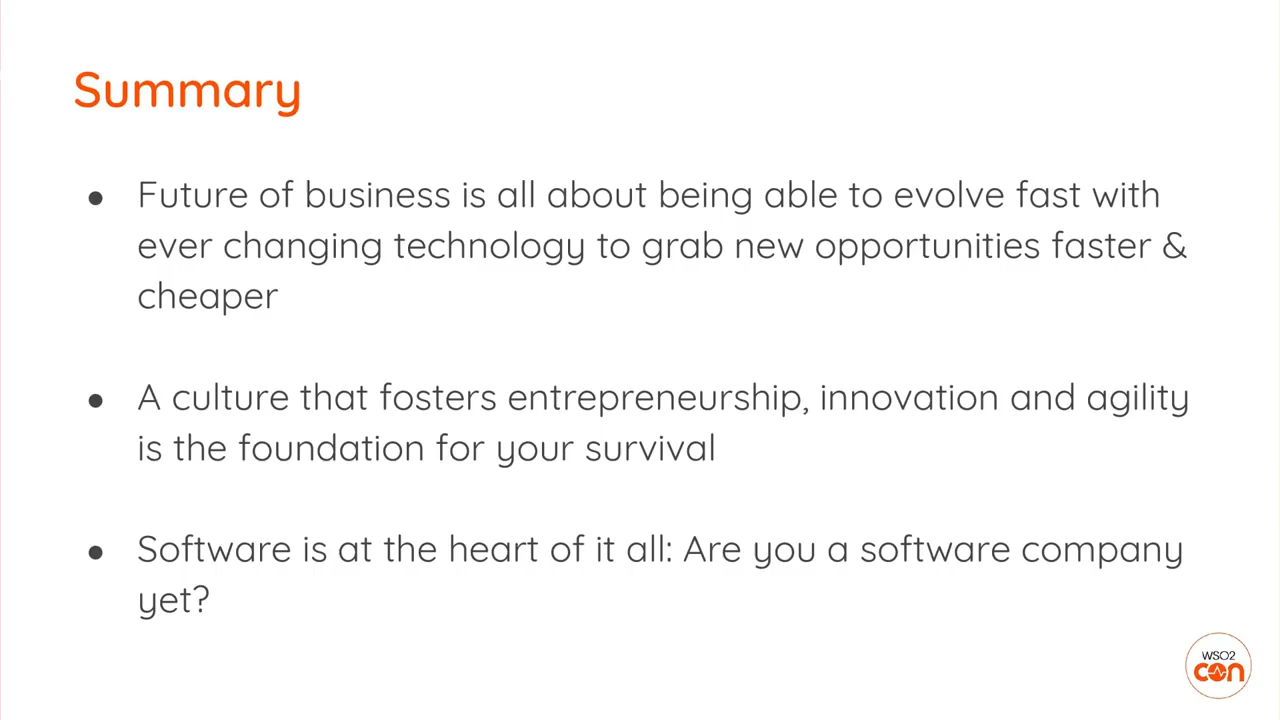 Summary
● Future of business is all about being able to evolve fast with
ever changing technology to grab new opportunities faster &
cheaper
● A culture that fosters entrepreneurship, innovation and agility
is the foundation for your survival
● Software is at the heart of it all: Are you a software company
yet?
WSO2
con